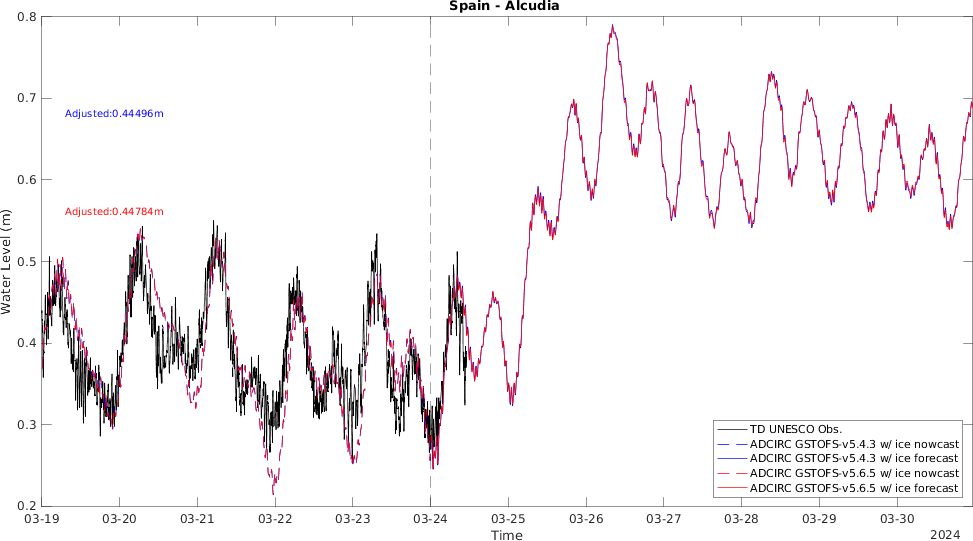 Spain - Alcudia
0.8
0.7
0.6
0.5
0.4
0.3
0.2
Water Level (m)
Adjusted:0.44496m
Adjusted:0.44784m
TD UNESCO Obs.
ADCIRC GSTOFS-v5.4.3 w/ ice nowcast
ADCIRC GSTOFS-v5.4.3 w/ ice forecast
ADCIRC GSTOFS-v5.6.5 w/ ice nowcast
ADCIRC GSTOFS-v5.6.5 w/ ice forecast
03-19 03-20 03-21 03-22 03-23 03-24 03-25 03-26 03-27 03-28 03-29 03-30
Time
2024